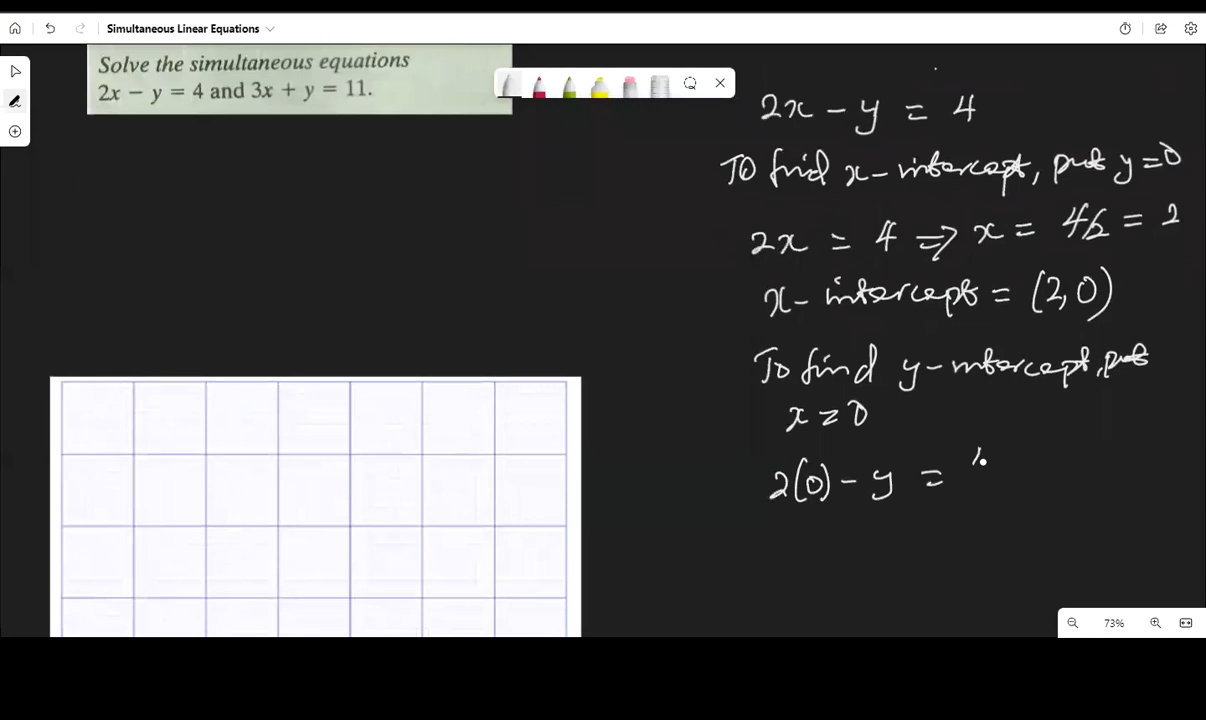 Simultaneous Linear Equations
Solve the simultaneous equations
2x − y = 4 and 3x + y = 11.
2x − y = 4
To find x-intercept, put y=0
2x = 4 => x = 4/2 = 2
x-intercept = (2,0)
To find y-intercept, put
x = 0
2(0) - y =
73%